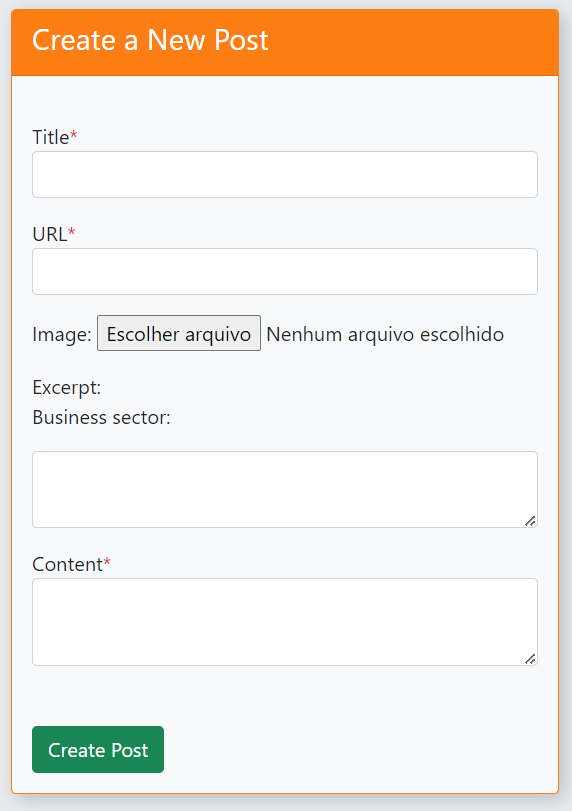 Create a New Post
Title*
URL*
Image: Escolher arquivo Nenhum arquivo escolhido
Excerpt:
Business sector:
Content*
Create Post